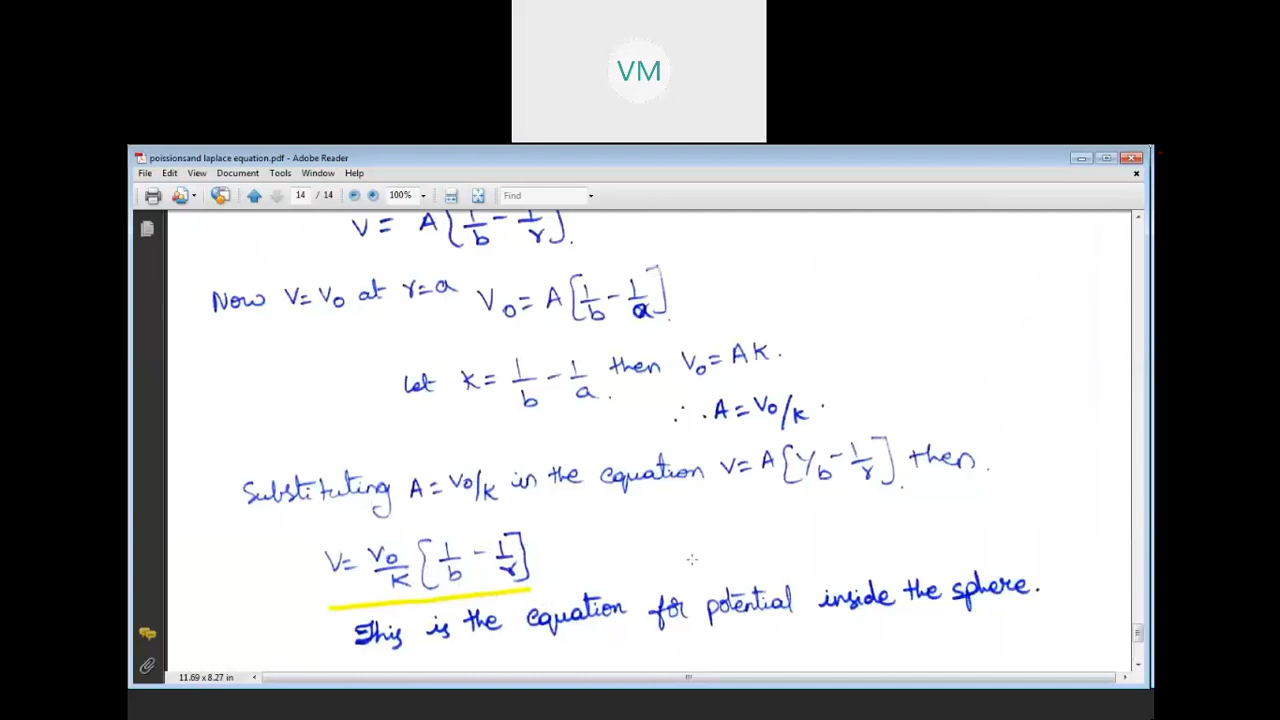 VM
poissionsand laplace equation.pdf - Adobe Reader
File Edit View Document Tools Window Help
14 / 14 100% Find
V = A [1/b - 1/r].
Now V=V₀ at r=a V₀ = A [1/b - 1/a].
Let K = 1/b - 1/a. then V₀ = AK.
∴ A = V₀/K.
Substituting A = V₀/K in the equation V = A [1/b - 1/r] then.
V = V₀/K [1/b - 1/r]
This is the equation for potential inside the sphere.
11.69 x 8.27 in